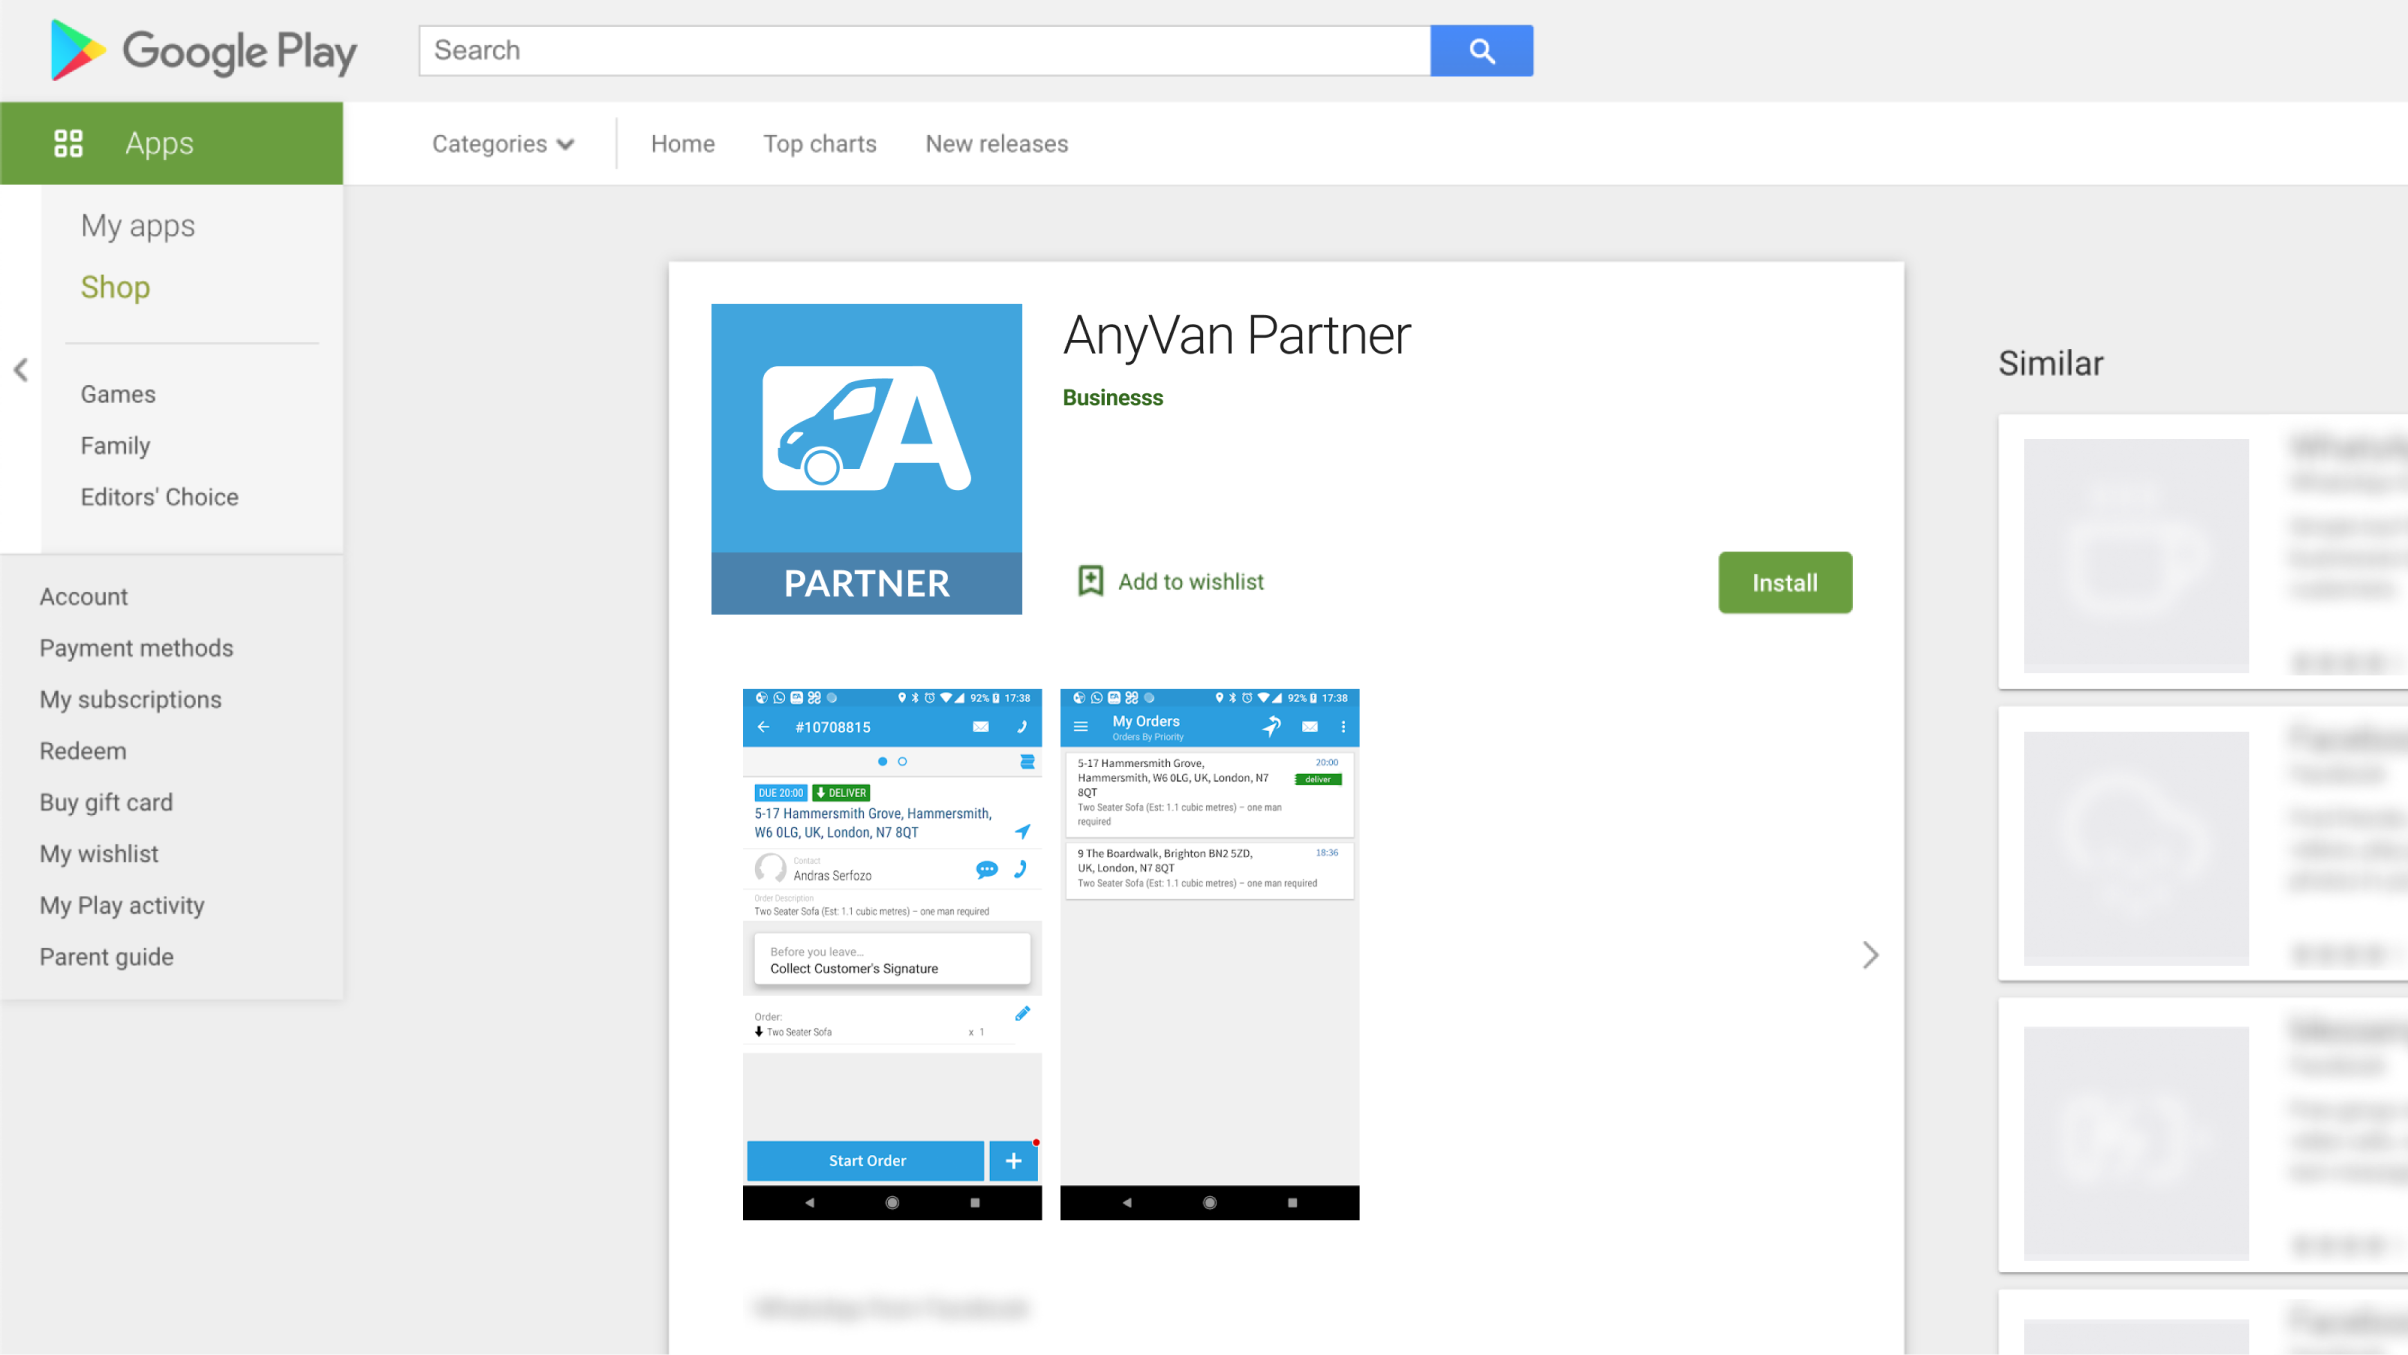 Google Play
Search
Apps
Categories
Home
Top charts
New releases
My apps
Shop
Games
Family
Editors' Choice
Account
Payment methods
My subscriptions
Redeem
Buy gift card
My wishlist
My Play activity
Parent guide
A
PARTNER
AnyVan Partner
Businesss
Add to wishlist
Install
92% 17:38
#10708815
DUE 20:00 DELIVER
5-17 Hammersmith Grove, Hammersmith,
W6 0LG, UK, London, N7 8QT
Contact
Andras Serfozo
Order Description
Two Seater Sofa (Est: 1.1 cubic metres) – one man required
Before you leave...
Collect Customer's Signature
Order:
Two Seater Sofa x 1
Start Order
+
92% 17:38
My Orders
Orders By Priority
5-17 Hammersmith Grove, 20:00
Hammersmith, W6 0LG, UK, London, N7 deliver
8QT
Two Seater Sofa (Est: 1.1 cubic metres) – one man
required
9 The Boardwalk, Brighton BN2 5ZD, 18:36
UK, London, N7 8QT
Two Seater Sofa (Est: 1.1 cubic metres) – one man required
Similar